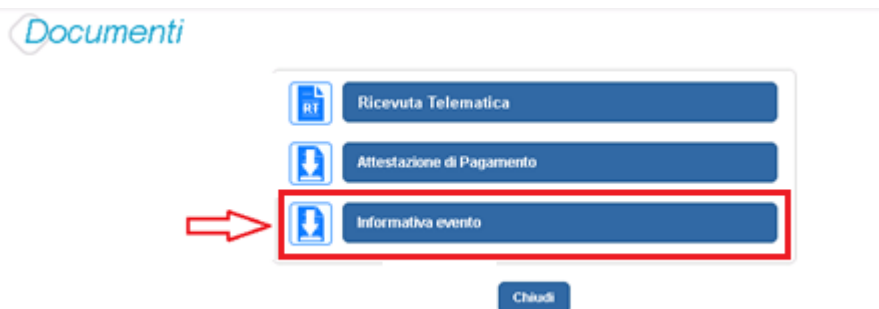 Documenti
RT
Ricevuta Telematica
Attestazione di Pagamento
Informativa evento
Chiudi